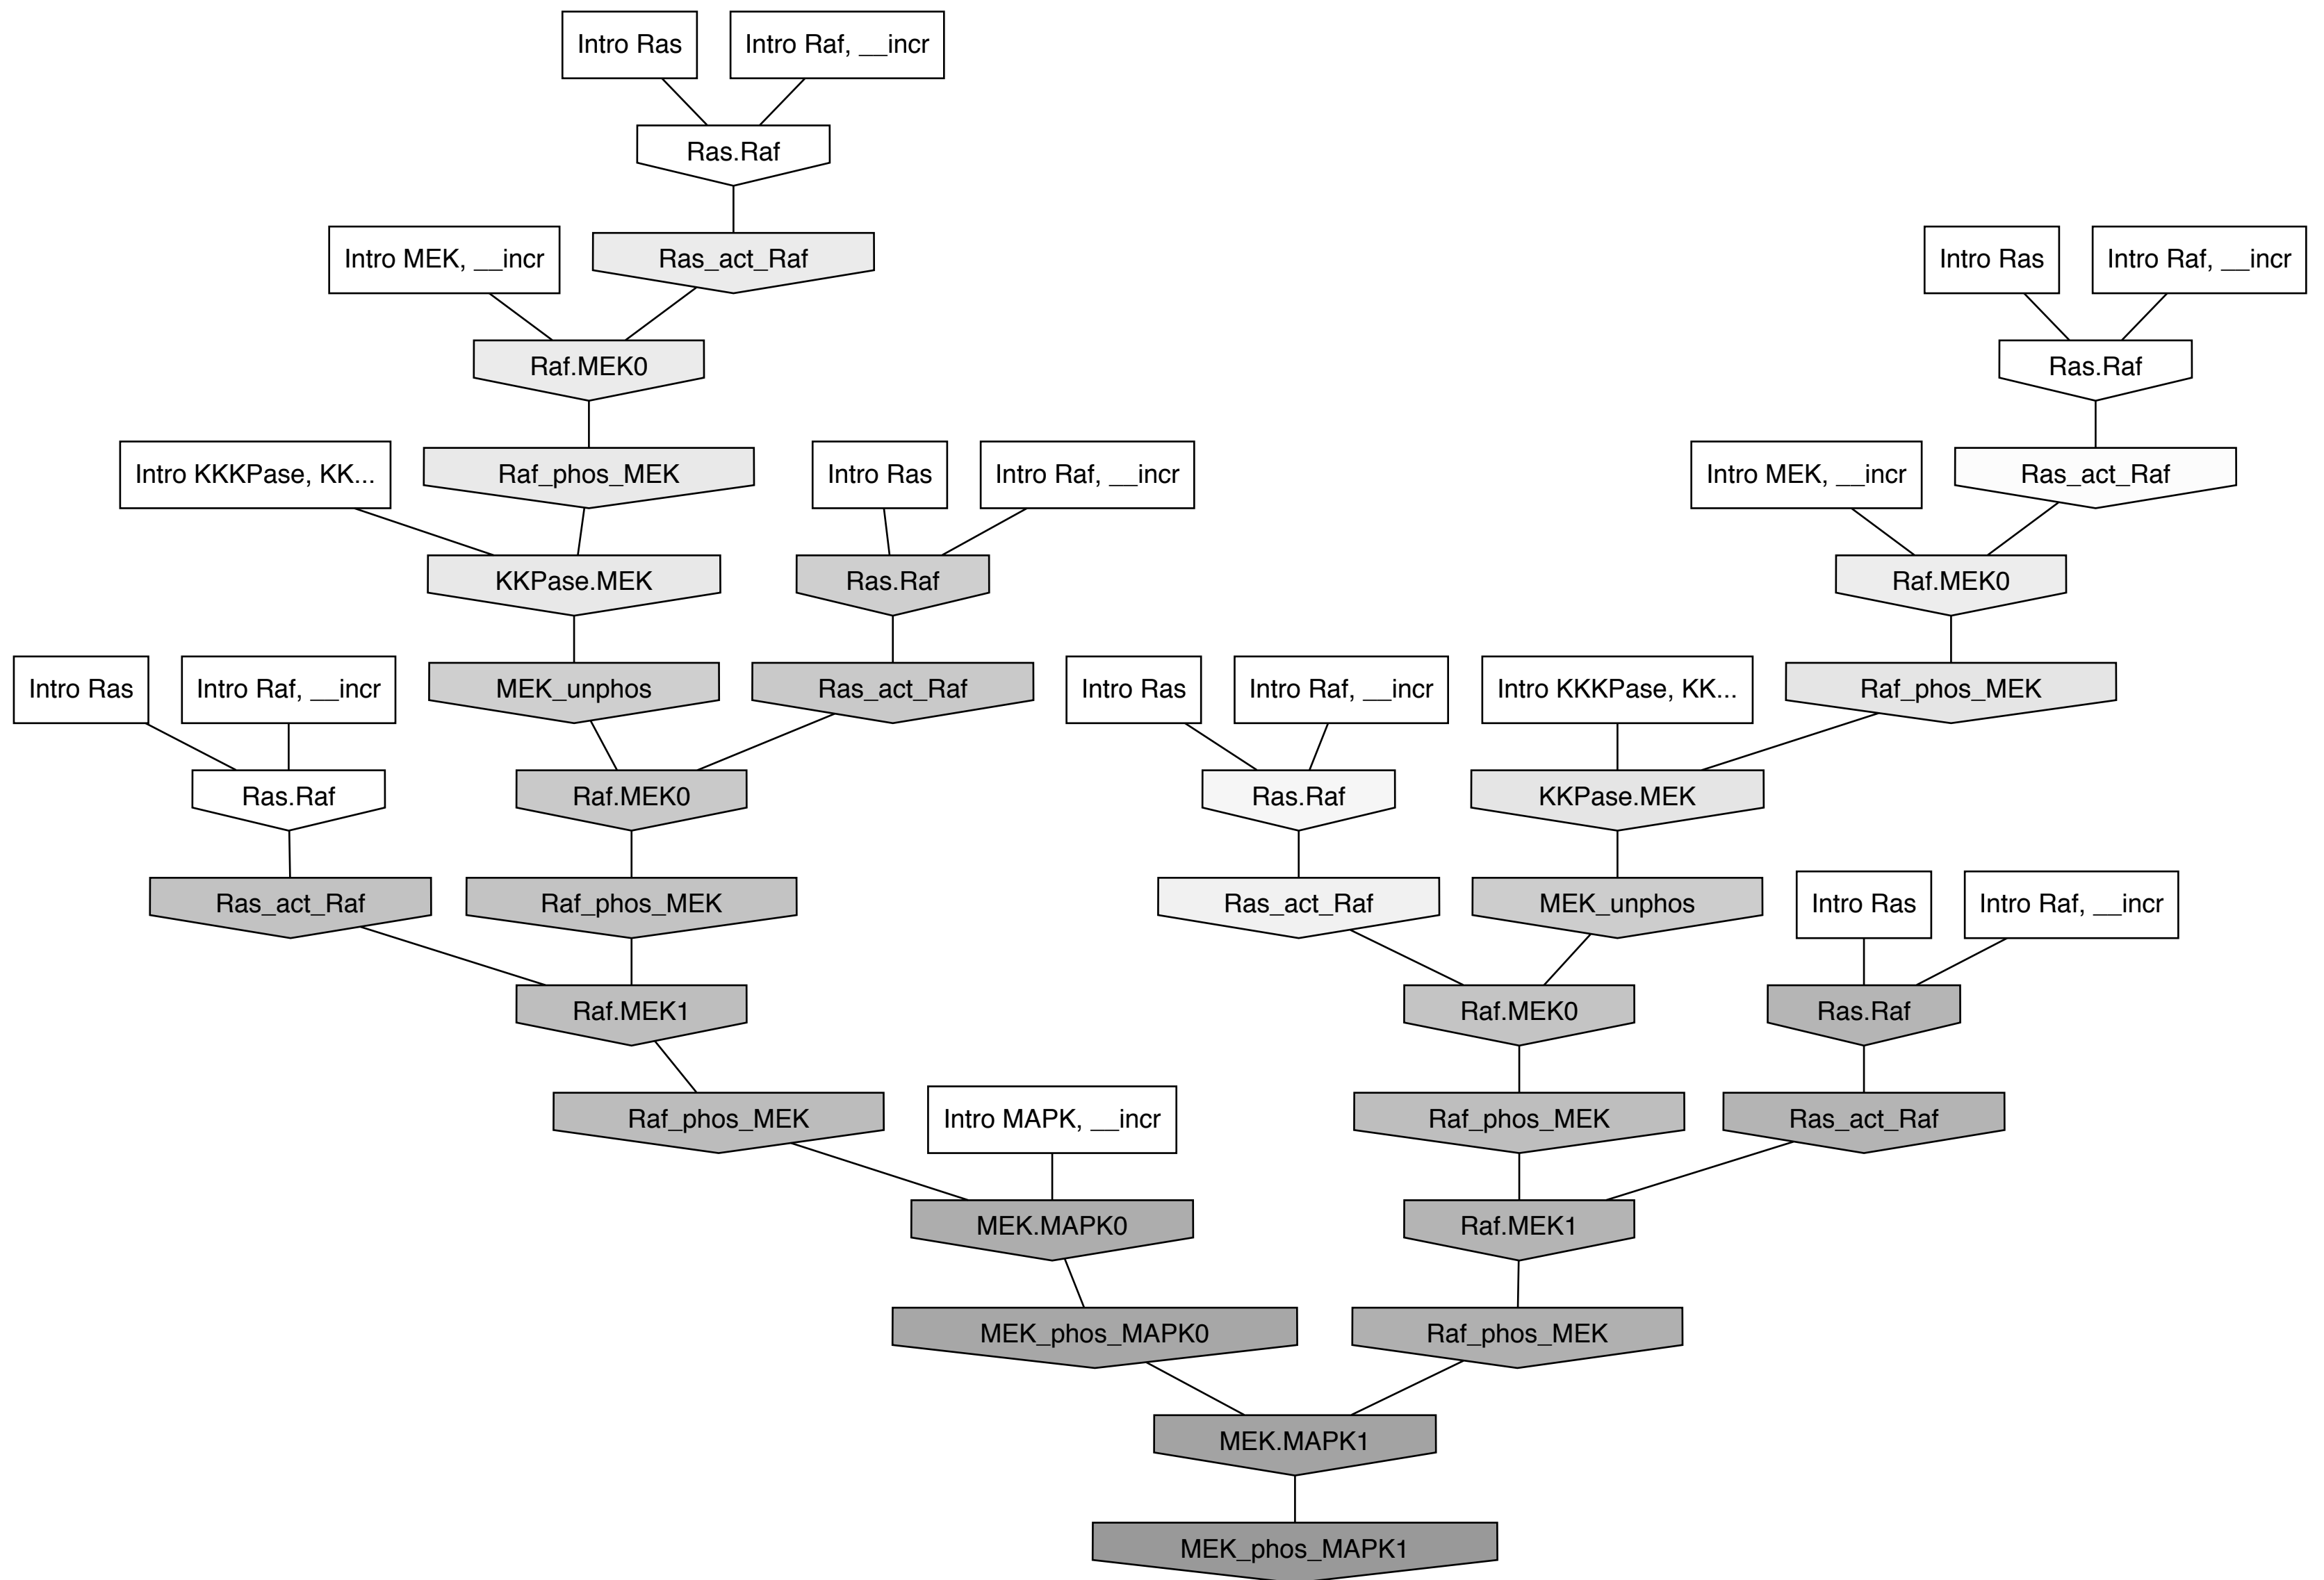 Intro Ras
Intro Raf, __incr
Ras.Raf
Intro MEK, __incr
Ras_act_Raf
Intro Ras
Intro Raf, __incr
Raf.MEK0
Ras.Raf
Intro KKKPase, KK...
Raf_phos_MEK
Intro Ras
Intro Raf, __incr
Intro MEK, __incr
Ras_act_Raf
KKPase.MEK
Ras.Raf
Raf.MEK0
Intro Ras
Intro Raf, __incr
MEK_unphos
Ras_act_Raf
Intro Ras
Intro Raf, __incr
Intro KKKPase, KK...
Raf_phos_MEK
Ras.Raf
Raf.MEK0
Ras.Raf
KKPase.MEK
Ras_act_Raf
Raf_phos_MEK
Ras_act_Raf
MEK_unphos
Intro Ras
Intro Raf, __incr
Raf.MEK1
Raf.MEK0
Ras.Raf
Raf_phos_MEK
Intro MAPK, __incr
Raf_phos_MEK
Ras_act_Raf
MEK.MAPK0
Raf.MEK1
MEK_phos_MAPK0
Raf_phos_MEK
MEK.MAPK1
MEK_phos_MAPK1